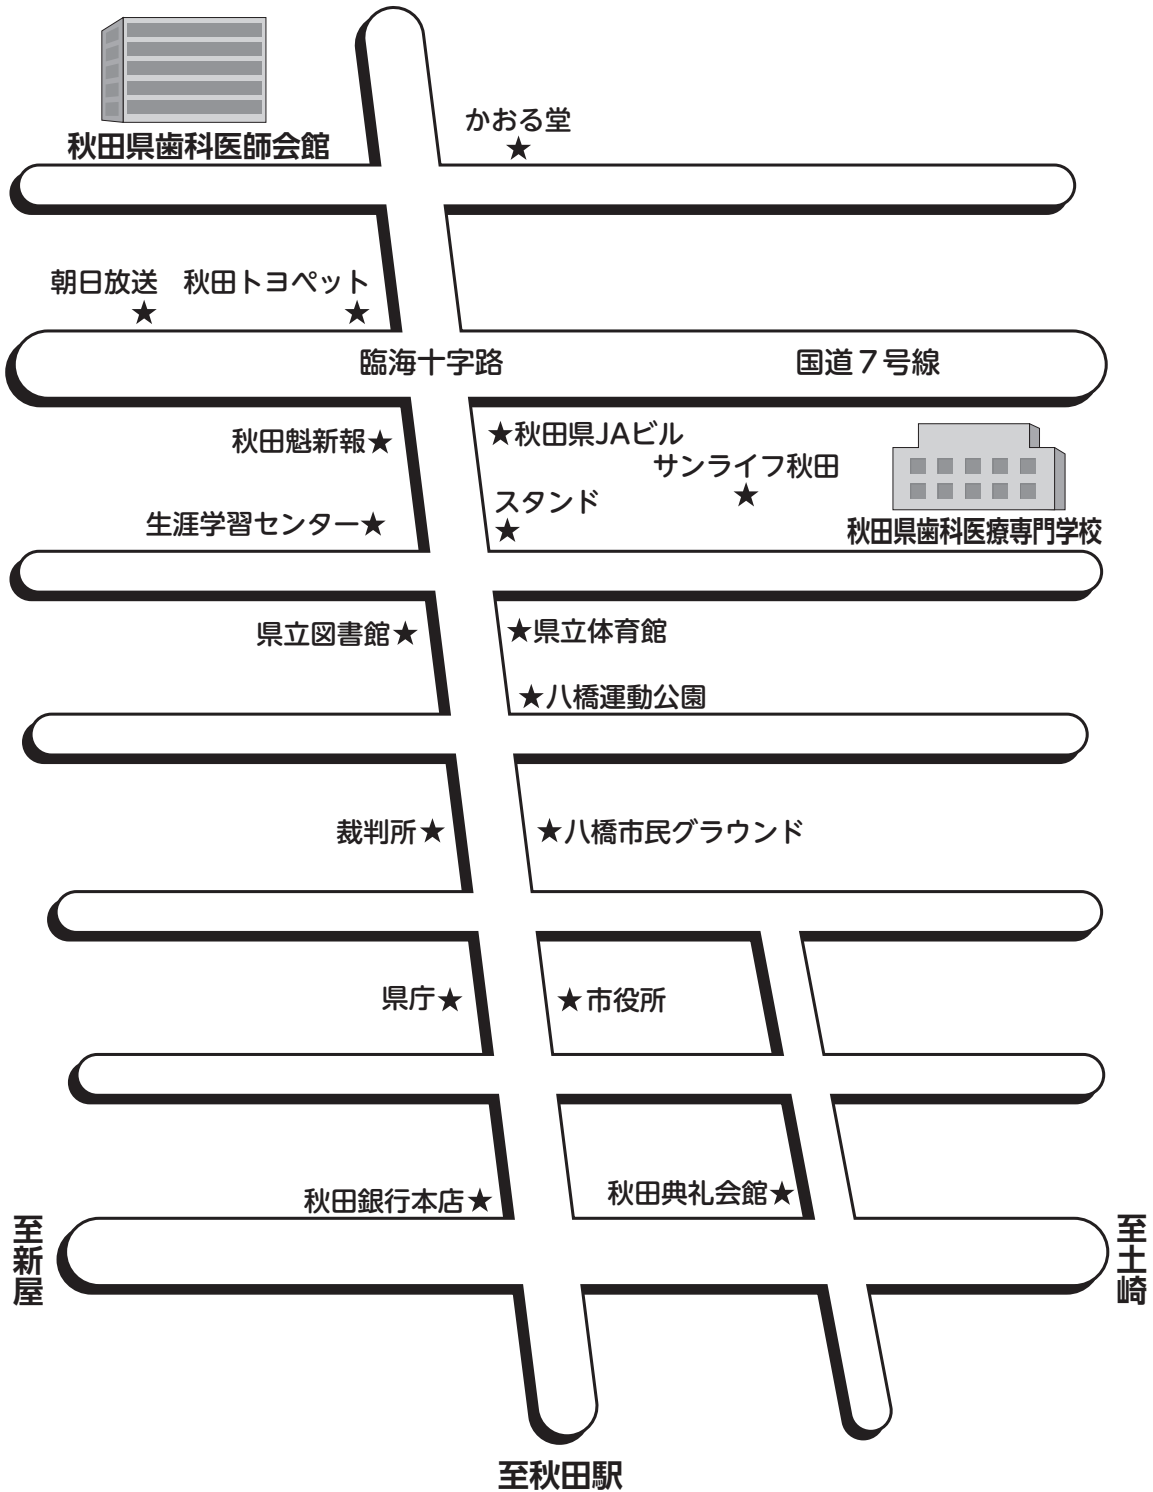 かおる堂
★
秋田県歯科医師会館
朝日放送 秋田トヨペット
★ ★
臨海十字路 国道7号線
秋田魁新報★ ★秋田県JAビル
サンライフ秋田
★
スタンド
★
生涯学習センター★
秋田県歯科医療専門学校
県立図書館★ ★県立体育館
★八橋運動公園
裁判所★ ★八橋市民グラウンド
県庁★ ★市役所
秋田銀行本店★ 秋田典礼会館★
至新屋
至土崎
至秋田駅